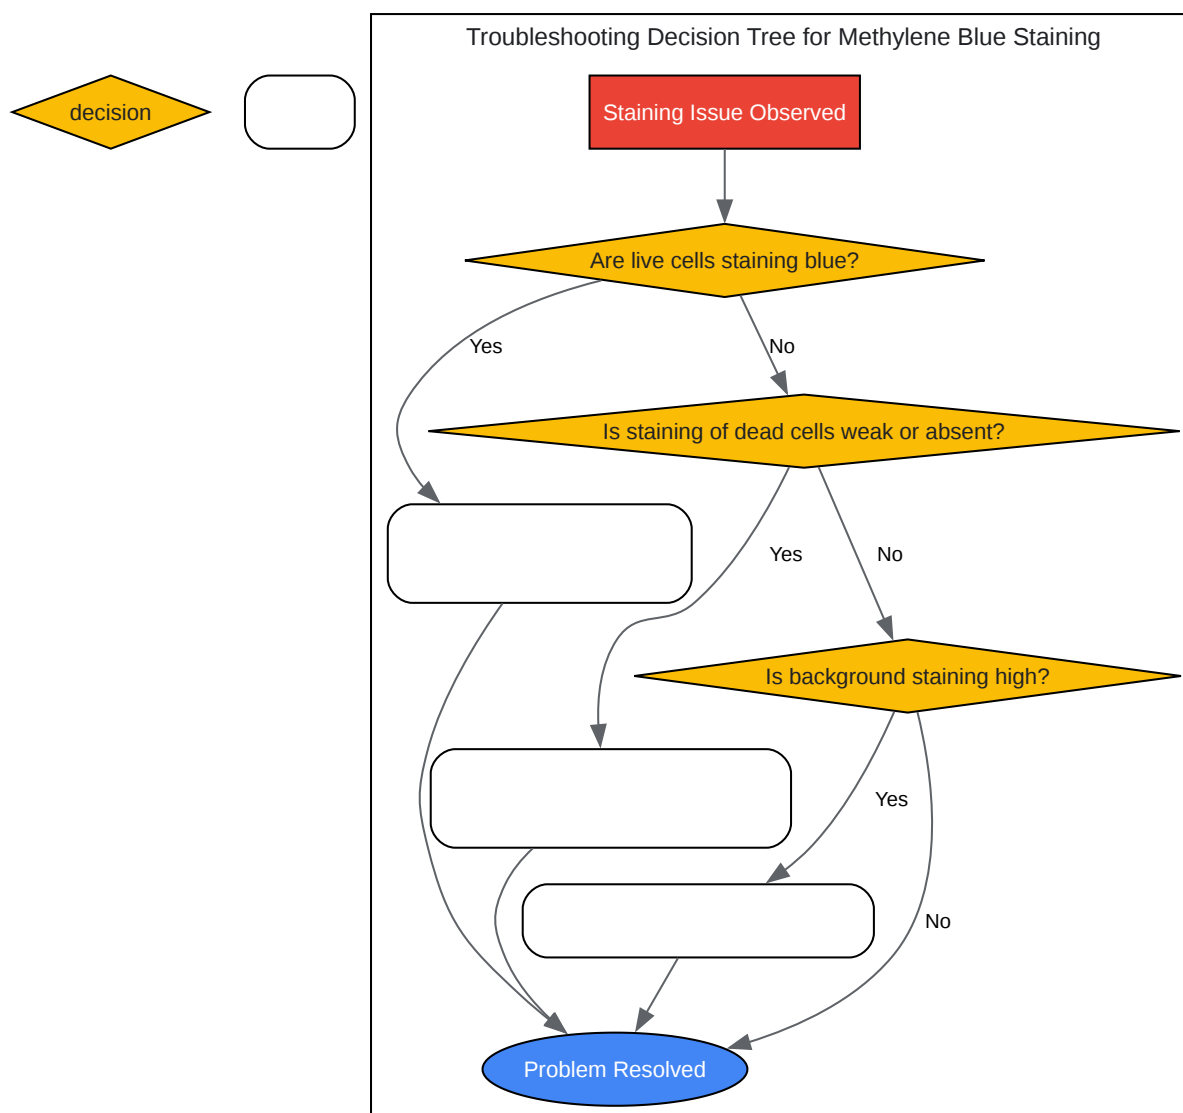 Troubleshooting Decision Tree for Methylene Blue Staining
decision
Staining Issue Observed
Are live cells staining blue?
Yes
No
Is staining of dead cells weak or absent?
Yes
No
Is background staining high?
Yes
No
Problem Resolved